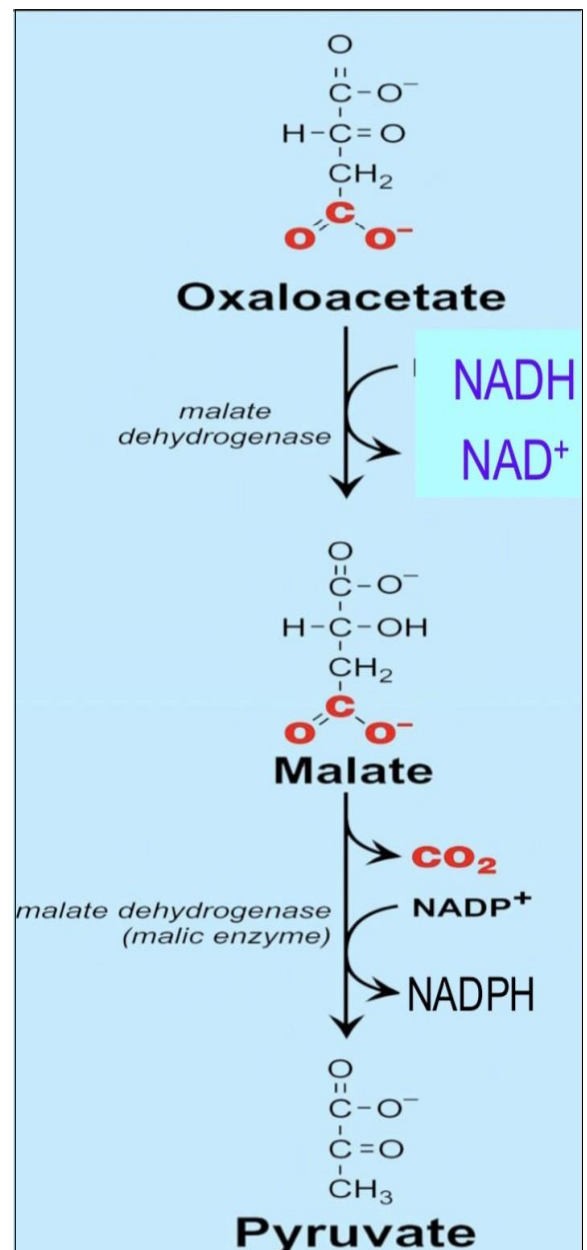 O
=
C-O⁻
H-C=O
CH₂
C
O=  O⁻
Oxaloacetate
NADH
malate
dehydrogenase
NAD⁺
O
=
C-O⁻
H-C-OH
CH₂
C
O=  O⁻
Malate
CO₂
malate dehydrogenase
(malic enzyme)
NADP⁺
NADPH
O
=
C-O⁻
C=O
CH₃
Pyruvate